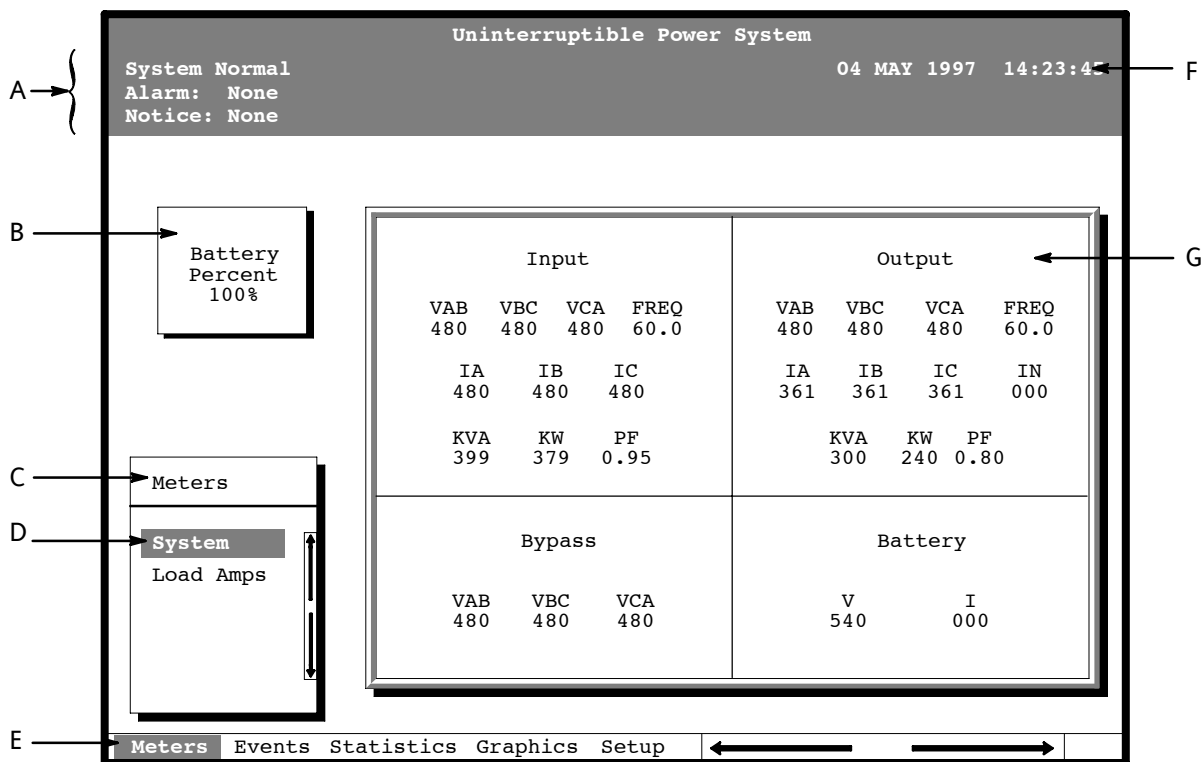 Uninterruptible Power System
System Normal 04 MAY 1997 14:23:45
Alarm: None
Notice: None
A
F
B
Battery
Percent
100%
Input
VAB VBC VCA FREQ
480 480 480 60.0
IA IB IC
480 480 480
KVA KW PF
399 379 0.95
Output
VAB VBC VCA FREQ
480 480 480 60.0
IA IB IC IN
361 361 361 000
KVA KW PF
300 240 0.80
G
C
Meters
D
System
Load Amps
Bypass
VAB VBC VCA
480 480 480
Battery
V I
540 000
E
Meters Events Statistics Graphics Setup